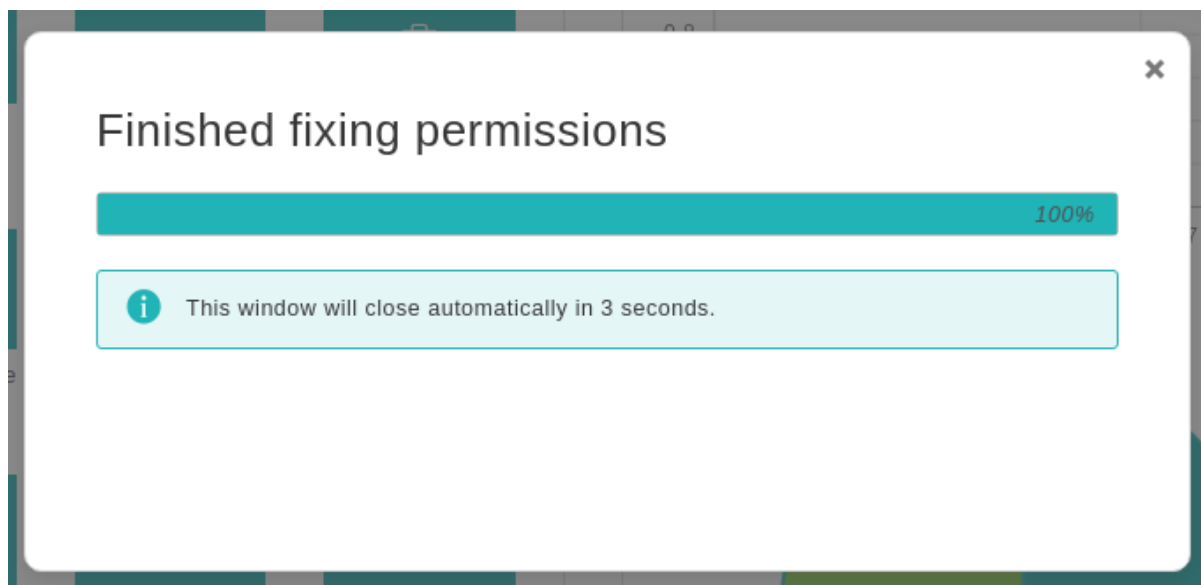 Finished fixing permissions
100%
This window will close automatically in 3 seconds.